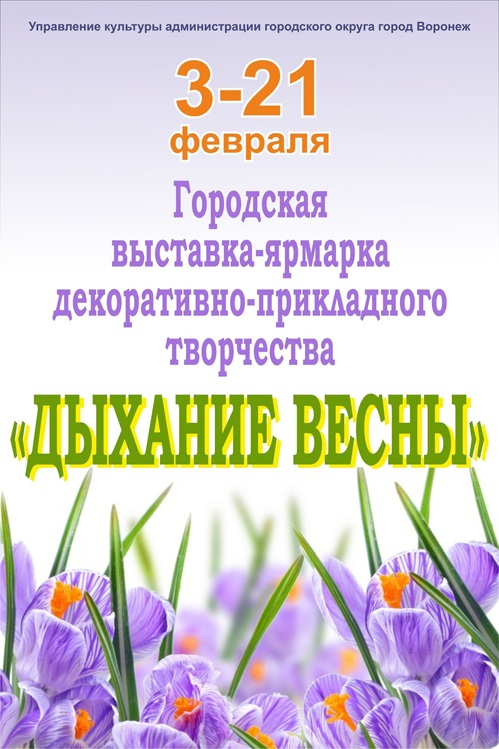 Управление культуры администрации городского округа город Воронеж
3-21
февраля
Городская
выставка-ярмарка
декоративно-прикладного
творчества
«ДЫХАНИЕ ВЕСНЫ»